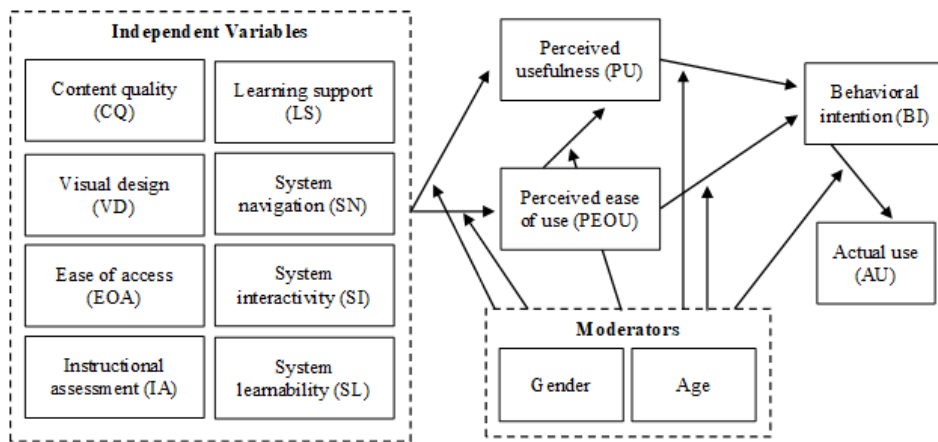 Independent Variables
Content quality
(CQ)
Learning support
(LS)
Visual design
(VD)
System
navigation (SN)
Ease of access
(EOA)
System
interactivity (SI)
Instructional
assessment (IA)
System
learnability (SL)
Perceived
usefulness (PU)
Perceived ease
of use (PEOU)
Behavioral
intention (BI)
Actual use
(AU)
Moderators
Gender
Age